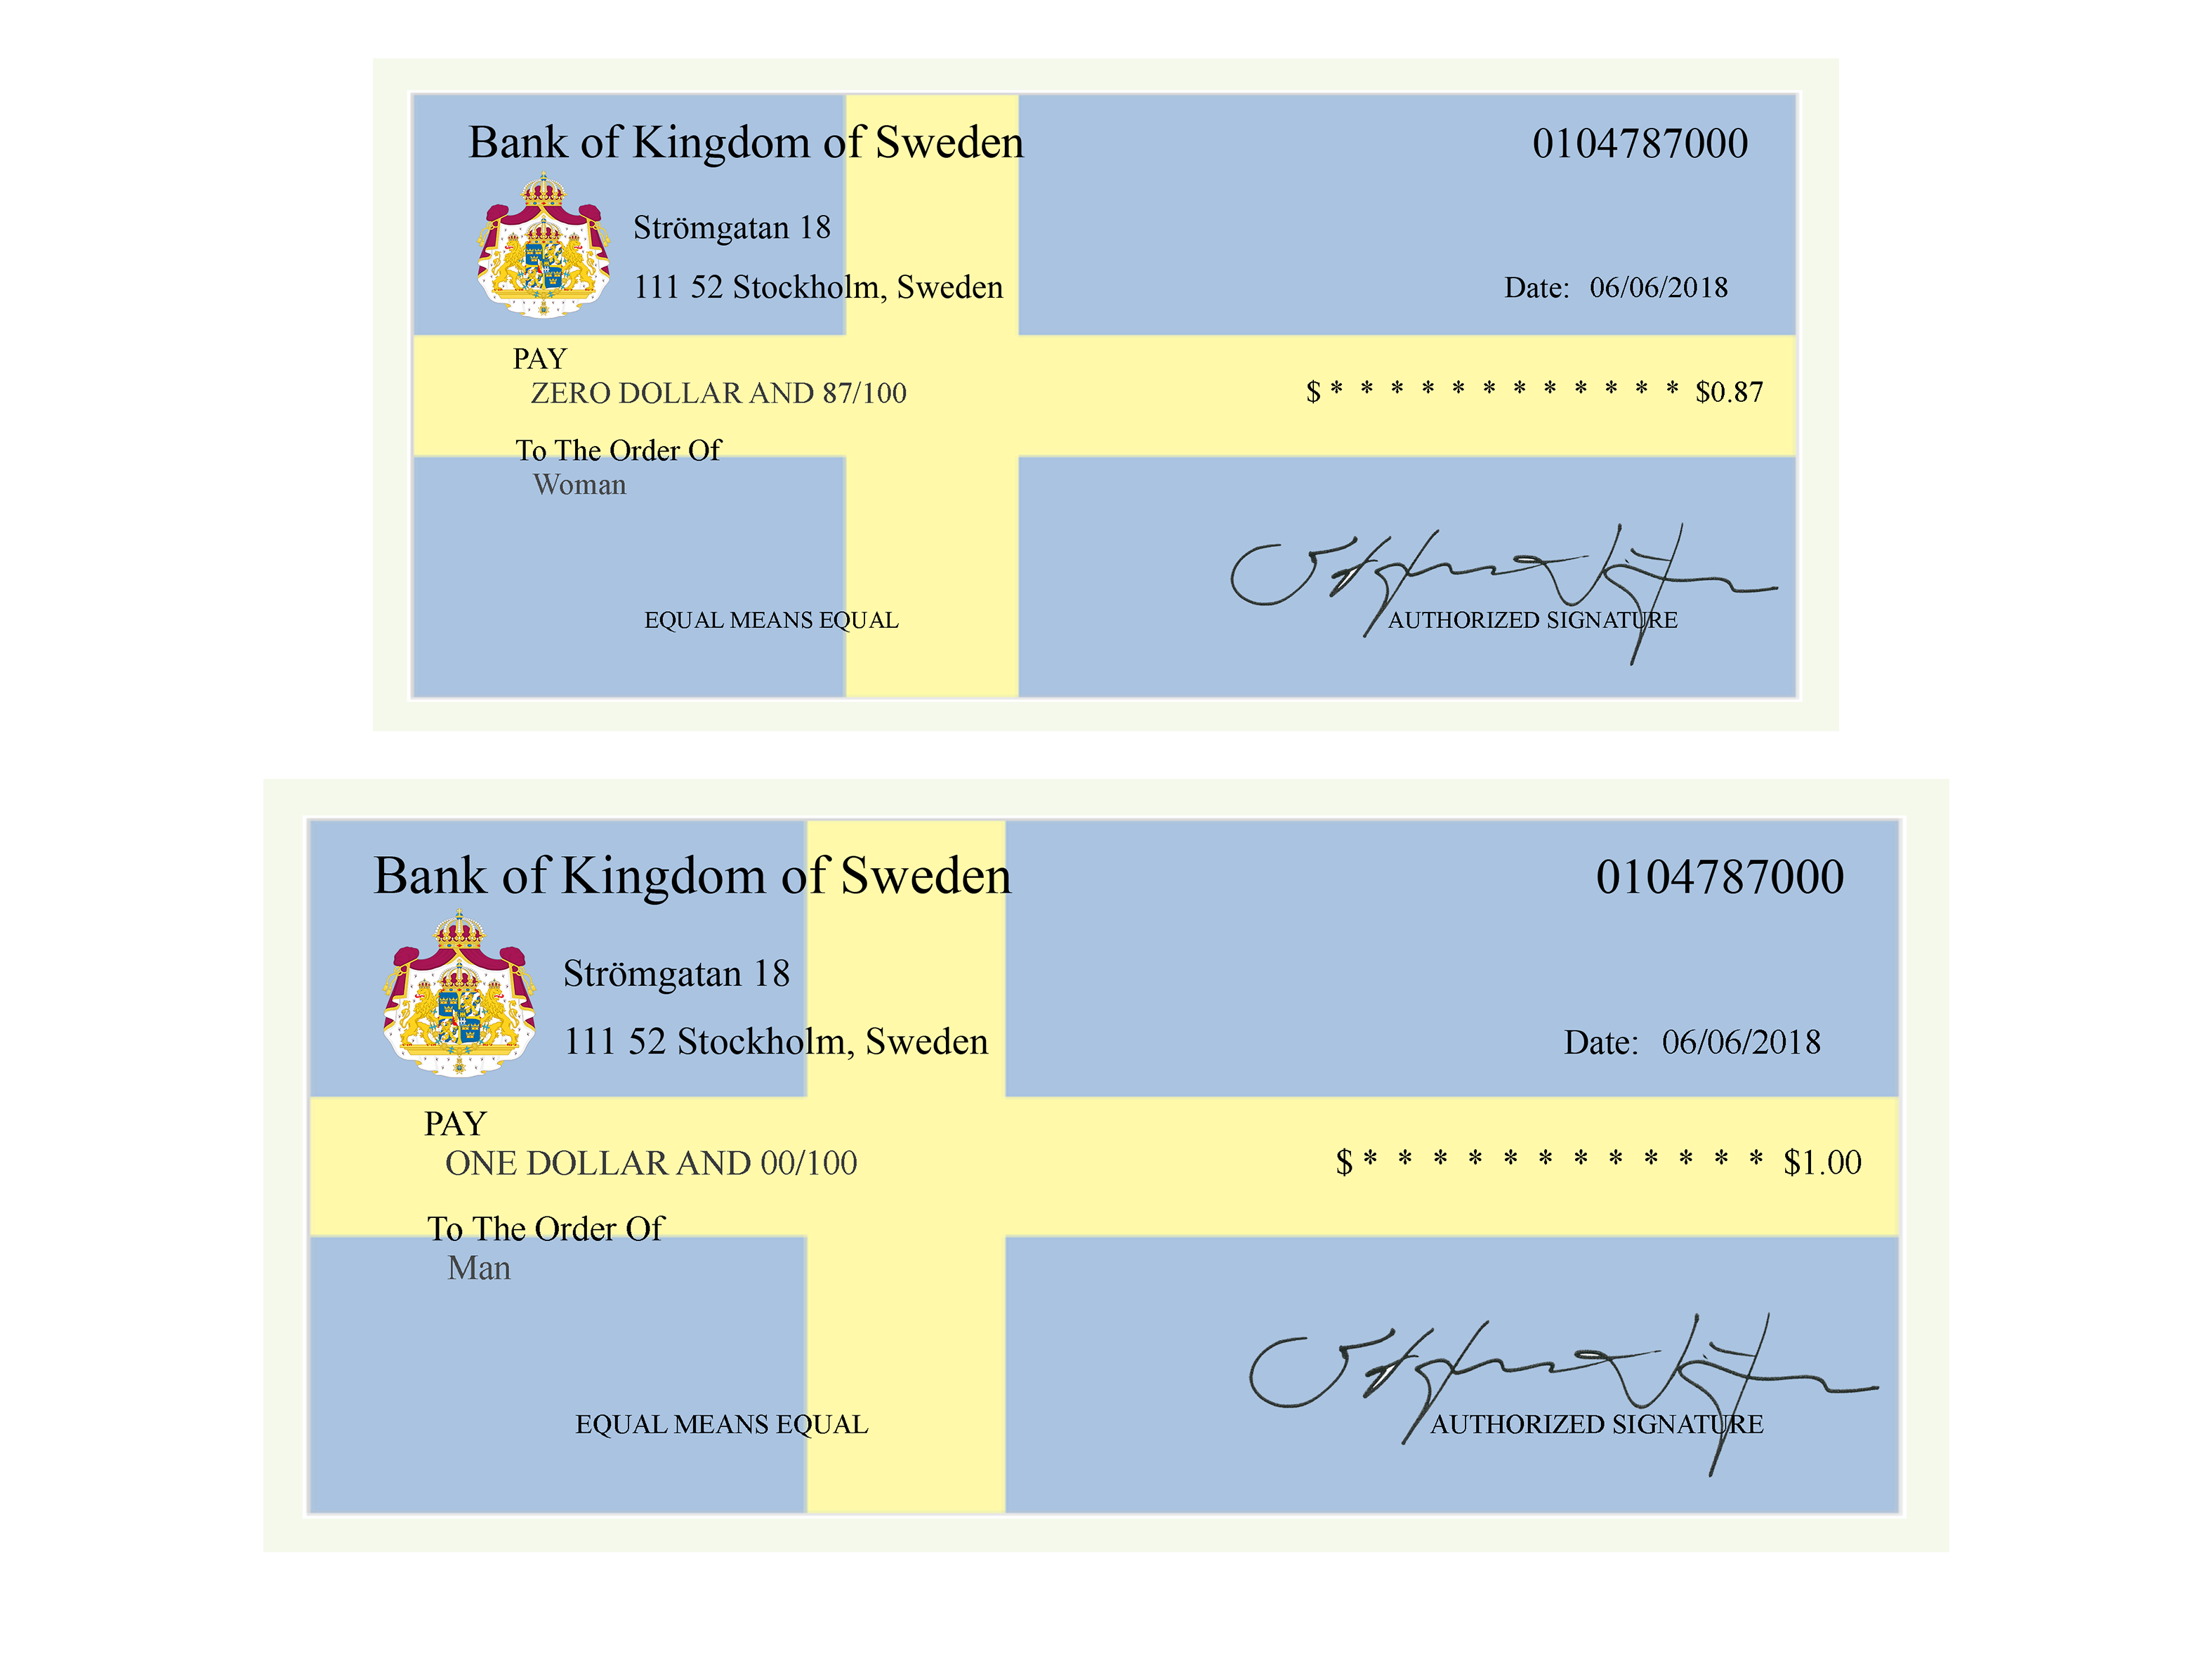 Bank of Kingdom of Sweden 0104787000
Strömgatan 18
111 52 Stockholm, Sweden Date: 06/06/2018
PAY
ZERO DOLLAR AND 87/100 $ * * * * * * * * * * * * $0.87
To The Order Of
Woman
EQUAL MEANS EQUAL AUTHORIZED SIGNATURE
Bank of Kingdom of Sweden 0104787000
Strömgatan 18
111 52 Stockholm, Sweden Date: 06/06/2018
PAY
ONE DOLLAR AND 00/100 $ * * * * * * * * * * * * $1.00
To The Order Of
Man
EQUAL MEANS EQUAL AUTHORIZED SIGNATURE